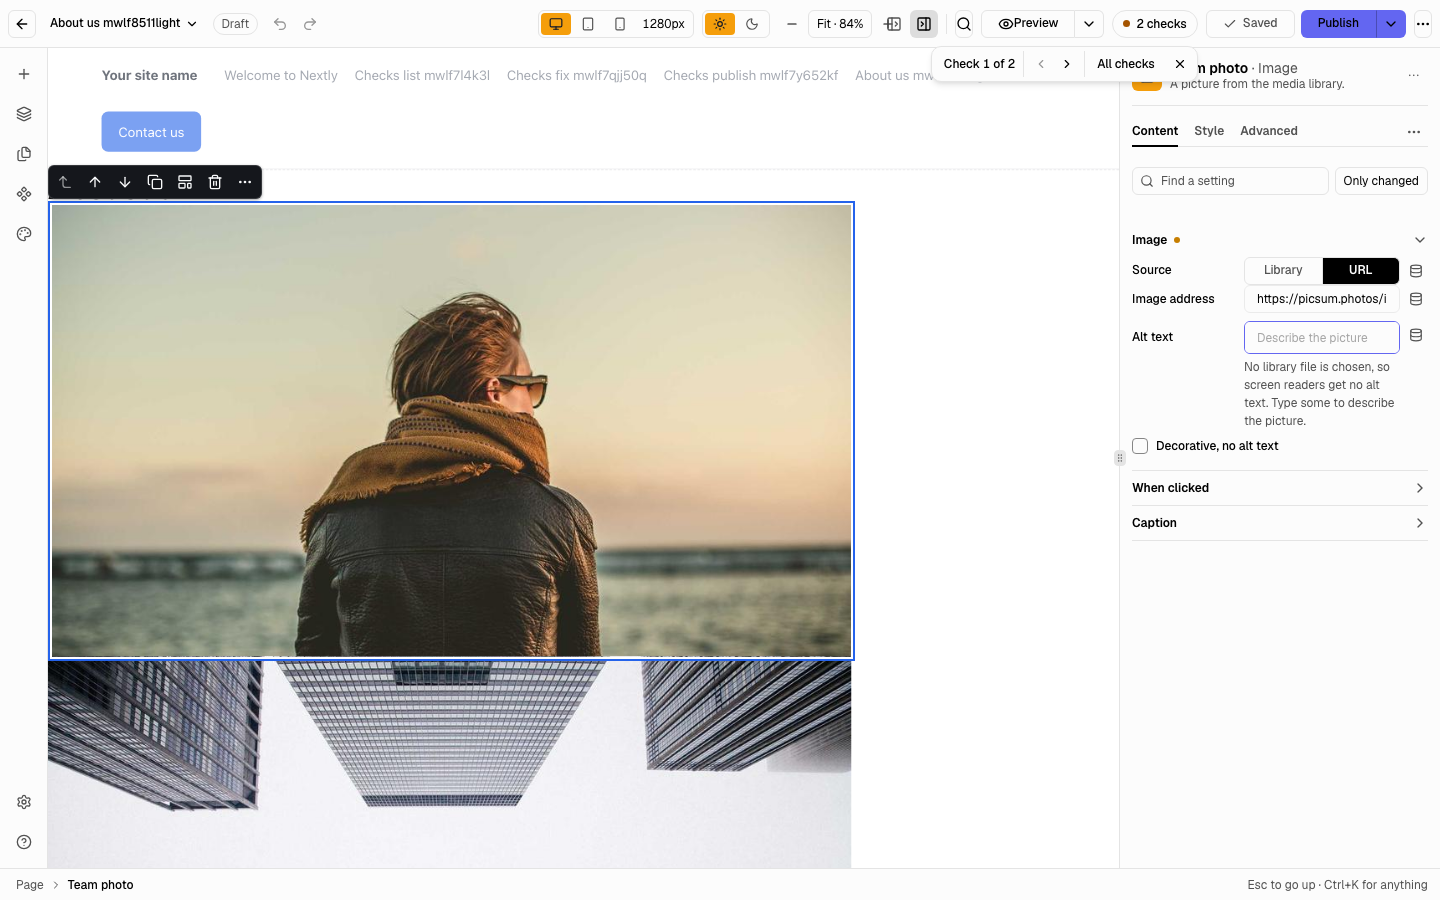 About us mwlf8511light
Draft
1280px
Fit · 84%
Preview
2 checks
Saved
Publish
Check 1 of 2
All checks
Your site name
Welcome to Nextly
Checks list mwlf7l4k3l
Checks fix mwlf7qjj50q
Checks publish mwlf7y652kf
About us mw
Contact us
m photo · Image
A picture from the media library.
Content
Style
Advanced
Find a setting
Only changed
Image
Source
Library
URL
Image address
https://picsum.photos/i
Alt text
Describe the picture
No library file is chosen, so
screen readers get no alt
text. Type some to describe
the picture.
Decorative, no alt text
When clicked
Caption
Page
Team photo
Esc to go up · Ctrl+K for anything